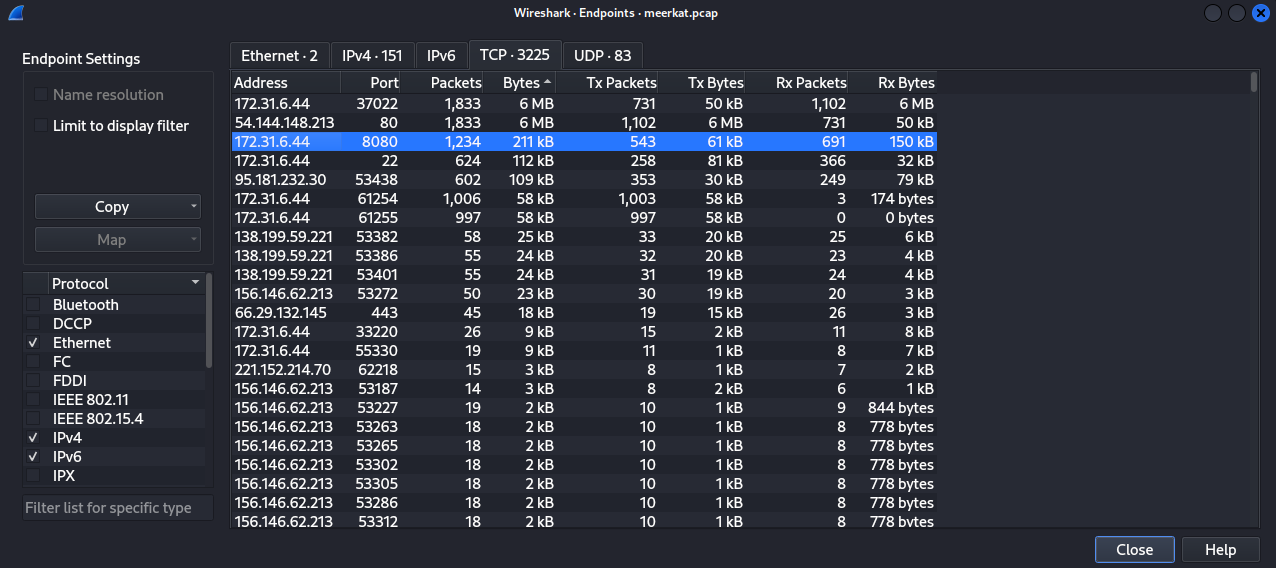 Wireshark · Endpoints · meerkat.pcap
Endpoint Settings
Name resolution
Limit to display filter
Copy
Map
Protocol
Bluetooth
DCCP
Ethernet
FC
FDDI
IEEE 802.11
IEEE 802.15.4
IPv4
IPv6
IPX
Filter list for specific type
Ethernet · 2 IPv4 · 151 IPv6 TCP · 3225 UDP · 83
Address Port Packets Bytes Tx Packets Tx Bytes Rx Packets Rx Bytes
172.31.6.44 37022 1,833 6 MB 731 50 kB 1,102 6 MB
54.144.148.213 80 1,833 6 MB 1,102 6 MB 731 50 kB
172.31.6.44 8080 1,234 211 kB 543 61 kB 691 150 kB
172.31.6.44 22 624 112 kB 258 81 kB 366 32 kB
95.181.232.30 53438 602 109 kB 353 30 kB 249 79 kB
172.31.6.44 61254 1,006 58 kB 1,003 58 kB 3 174 bytes
172.31.6.44 61255 997 58 kB 997 58 kB 0 0 bytes
138.199.59.221 53382 58 25 kB 33 20 kB 25 6 kB
138.199.59.221 53386 55 24 kB 32 20 kB 23 4 kB
138.199.59.221 53401 55 24 kB 31 19 kB 24 4 kB
156.146.62.213 53272 50 23 kB 30 19 kB 20 3 kB
66.29.132.145 443 45 18 kB 19 15 kB 26 3 kB
172.31.6.44 33220 26 9 kB 15 2 kB 11 8 kB
172.31.6.44 55330 19 9 kB 11 1 kB 8 7 kB
221.152.214.70 62218 15 3 kB 8 1 kB 7 2 kB
156.146.62.213 53187 14 3 kB 8 2 kB 6 1 kB
156.146.62.213 53227 19 2 kB 10 1 kB 9 844 bytes
156.146.62.213 53263 18 2 kB 10 1 kB 8 778 bytes
156.146.62.213 53265 18 2 kB 10 1 kB 8 778 bytes
156.146.62.213 53302 18 2 kB 10 1 kB 8 778 bytes
156.146.62.213 53305 18 2 kB 10 1 kB 8 778 bytes
156.146.62.213 53286 18 2 kB 10 1 kB 8 778 bytes
156.146.62.213 53312 18 2 kB 10 1 kB 8 778 bytes
Close Help